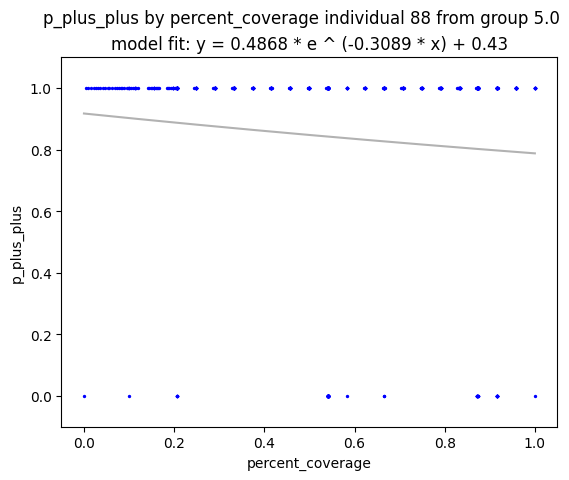 p_plus_plus by percent_coverage individual 88 from group 5.0
model fit: y = 0.4868 * e ^ (-0.3089 * x) + 0.43
1.0
0.8
0.6
0.4
0.2
0.0
p_plus_plus
0.0 0.2 0.4 0.6 0.8 1.0
percent_coverage